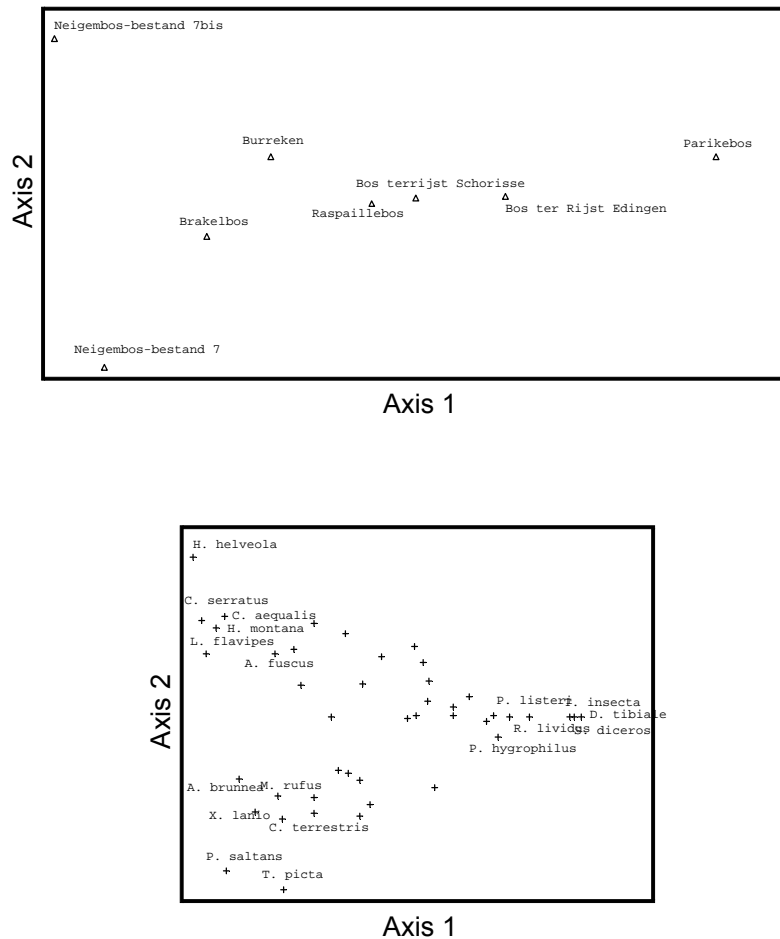 Neigembos-bestand 7bis
Burreken
Parikebos
Bos terrijst Schorisse
Raspaillebos
Bos ter Rijst Edingen
Brakelbos
Neigembos-bestand 7
Axis 2
Axis 1
H. helveola
C. serratus
C. aequalis
H. montana
L. flavipes
A. fuscus
P. listeri
T. insecta
D. tibiale
R. lividus
S. diceros
P. hygrophilus
A. brunnea
M. rufus
X. lanio
C. terrestris
P. saltans
T. picta
Axis 2
Axis 1